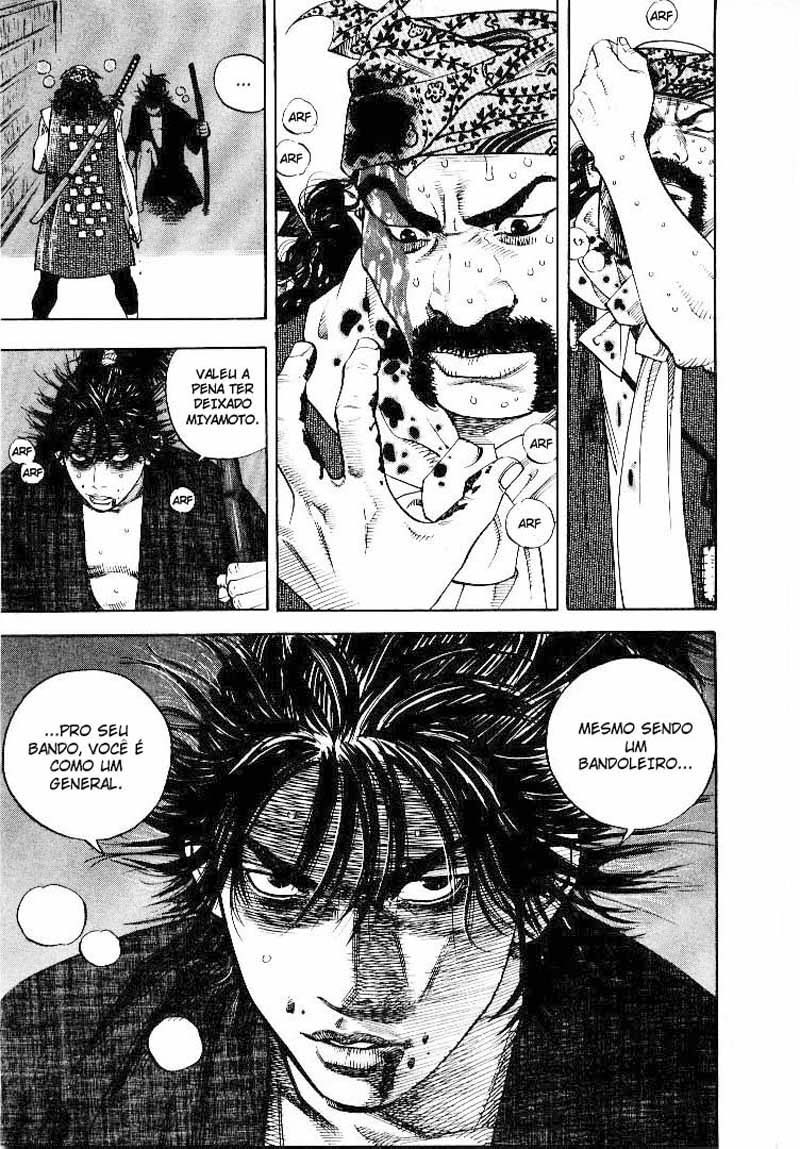 ARF
ARF
ARF
ARF
ARF
...
VALEU A
PENA TER
DEIXADO
MIYAMOTO.
ARF
ARF
ARF
MESMO SENDO
UM
BANDOLEIRO...
...PRO SEU
BANDO, VOCÊ É
COMO UM
GENERAL.